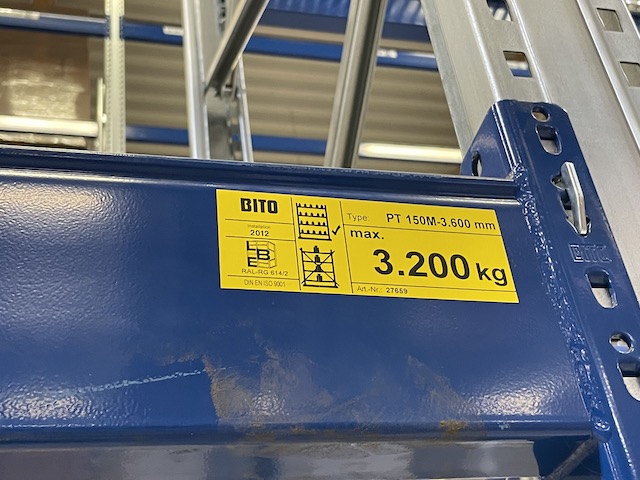 BITO
Installation
2012
L B E
RAL-RG 614/2
DIN EN ISO 9001
Type: PT 150M-3.600 mm
max.
3.200 kg
Art.-Nr.: 27659
BITO